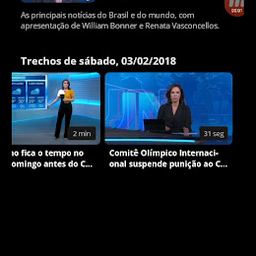 As principais notícias do Brasil e do mundo, com
apresentação de William Bonner e Renata Vasconcellos.
Trechos de sábado, 03/02/2018
2 min
31 seg
o fica o tempo no
omingo antes do C...
Comitê Olímpico Internaci-
onal suspende punição ao C...